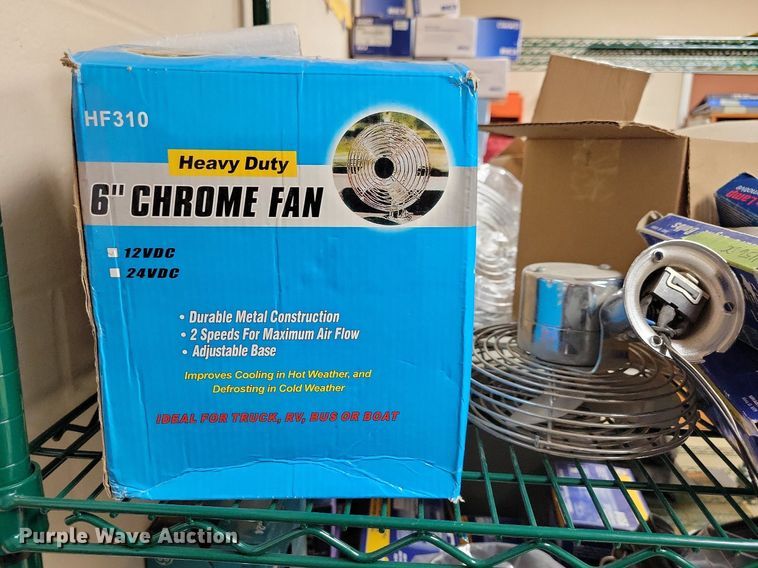 HF310
Heavy Duty
6" CHROME FAN
12VDC
24VDC
• Durable Metal Construction
• 2 Speeds For Maximum Air Flow
• Adjustable Base
Improves Cooling in Hot Weather, and
Defrosting in Cold Weather
IDEAL FOR TRUCK, RV, BUS OR BOAT
Lamp
Purple Wave Auction